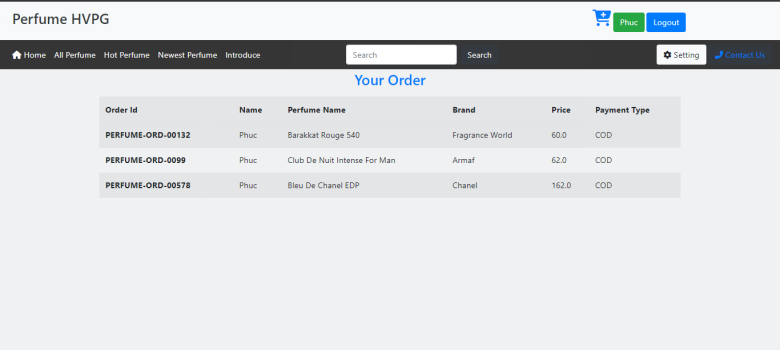 Perfume HVPG
Phuc Logout
Home All Perfume Hot Perfume Newest Perfume Introduce Search Search Setting Contact Us
Your Order
Order Id Name Perfume Name Brand Price Payment Type
PERFUME-ORD-00132 Phuc Barakkat Rouge 540 Fragrance World 60.0 COD
PERFUME-ORD-0099 Phuc Club De Nuit Intense For Man Armaf 62.0 COD
PERFUME-ORD-00578 Phuc Bleu De Chanel EDP Chanel 162.0 COD